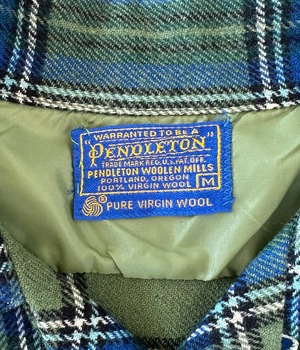 WARRANTED TO BE A
"PENDLETON"
TRADE MARK REG. U.S. PAT. OFF.
PENDLETON WOOLEN MILLS
PORTLAND, OREGON
100% VIRGIN WOOL M
PURE VIRGIN WOOL